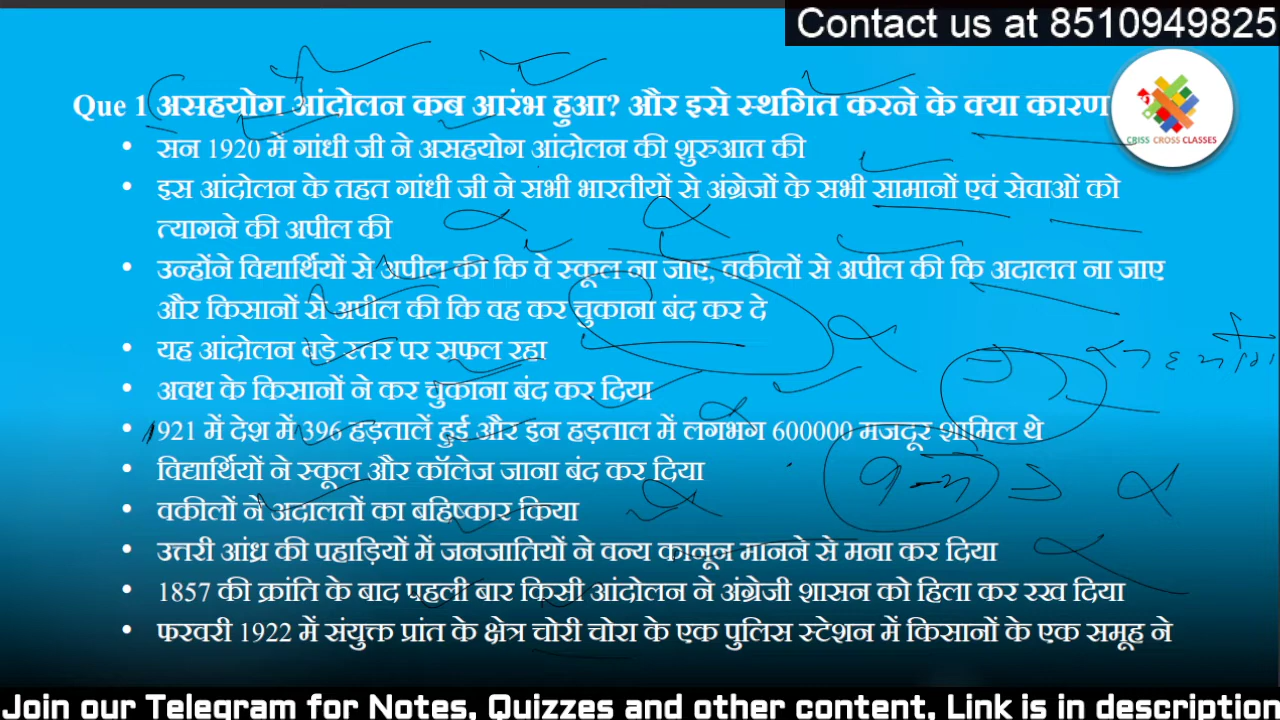 Contact us at 8510949825
Que 1 असहयोग आंदोलन कब आरंभ हुआ? और इसे स्थगित करने के क्या कारण
CRISS CROSS CLASSES
• सन 1920 में गांधी जी ने असहयोग आंदोलन की शुरुआत की
• इस आंदोलन के तहत गांधी जी ने सभी भारतीयों से अंग्रेजों के सभी सामानों एवं सेवाओं को
त्यागने की अपील की
• उन्होंने विद्यार्थियों से अपील की कि वे स्कूल ना जाए, वकीलों से अपील की कि अदालत ना जाए
और किसानों से अपील की कि वह कर चुकाना बंद कर दे
• यह आंदोलन बड़े स्तर पर सफल रहा
• अवध के किसानों ने कर चुकाना बंद कर दिया
• 1921 में देश में 396 हड़तालें हुई और इन हड़ताल में लगभग 600000 मजदूर शामिल थे
• विद्यार्थियों ने स्कूल और कॉलेज जाना बंद कर दिया
• वकीलों ने अदालतों का बहिष्कार किया
• उत्तरी आंध्र की पहाड़ियों में जनजातियों ने वन्य कानून मानने से मना कर दिया
• 1857 की क्रांति के बाद पहली बार किसी आंदोलन ने अंग्रेजी शासन को हिला कर रख दिया
• फरवरी 1922 में संयुक्त प्रांत के क्षेत्र चोरी चोरा के एक पुलिस स्टेशन में किसानों के एक समूह ने
Join our Telegram for Notes, Quizzes and other content, Link is in description